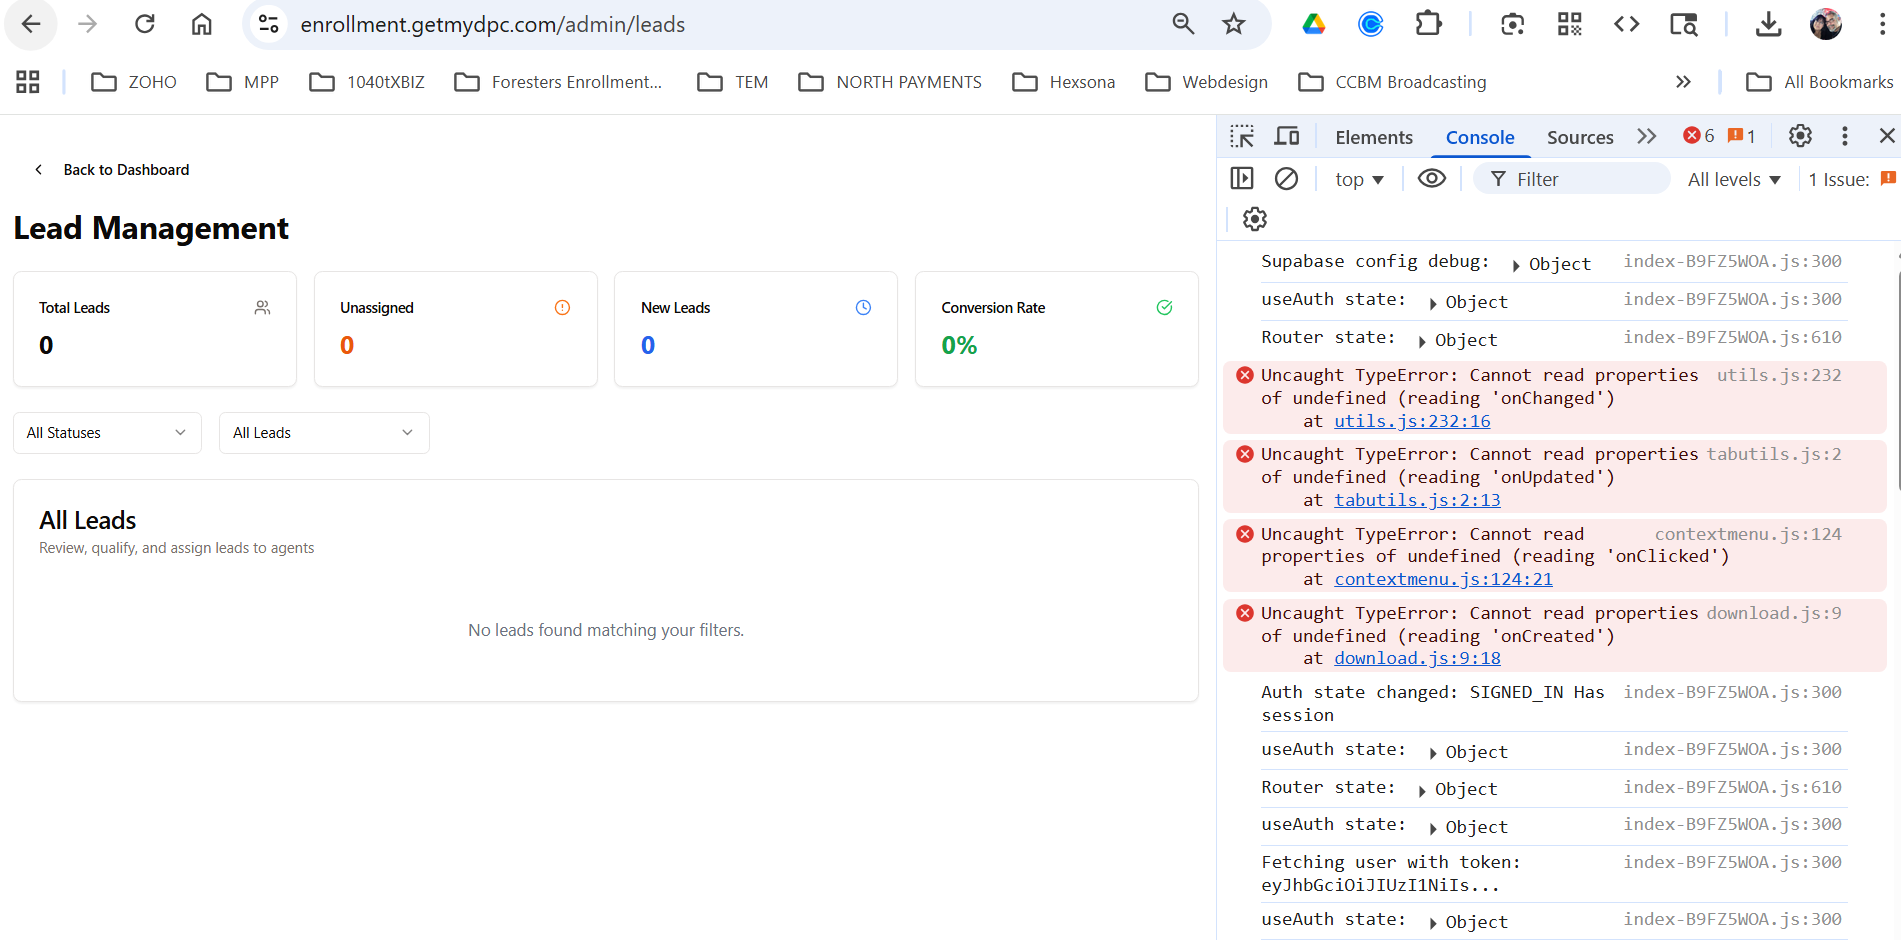 enrollment.getmydpc.com/admin/leads
ZOHO
MPP
1040tXBIZ
Foresters Enrollment...
TEM
NORTH PAYMENTS
Hexsona
Webdesign
CCBM Broadcasting
All Bookmarks
Back to Dashboard
Lead Management
Total Leads
0
Unassigned
0
New Leads
0
Conversion Rate
0%
All Statuses
All Leads
All Leads
Review, qualify, and assign leads to agents
No leads found matching your filters.
Elements
Console
Sources
6
1
top
Filter
All levels
1 Issue:
Supabase config debug: Object index-B9FZ5WOA.js:300
useAuth state: Object index-B9FZ5WOA.js:300
Router state: Object index-B9FZ5WOA.js:610
Uncaught TypeError: Cannot read properties utils.js:232
of undefined (reading 'onChanged')
at utils.js:232:16
Uncaught TypeError: Cannot read properties tabutils.js:2
of undefined (reading 'onUpdated')
at tabutils.js:2:13
Uncaught TypeError: Cannot read contextmenu.js:124
properties of undefined (reading 'onClicked')
at contextmenu.js:124:21
Uncaught TypeError: Cannot read properties download.js:9
of undefined (reading 'onCreated')
at download.js:9:18
Auth state changed: SIGNED_IN Has index-B9FZ5WOA.js:300
session
useAuth state: Object index-B9FZ5WOA.js:300
Router state: Object index-B9FZ5WOA.js:610
useAuth state: Object index-B9FZ5WOA.js:300
Fetching user with token: index-B9FZ5WOA.js:300
eyJhbGciOiJIUzI1NiIs...
useAuth state: Object index-B9FZ5WOA.js:300